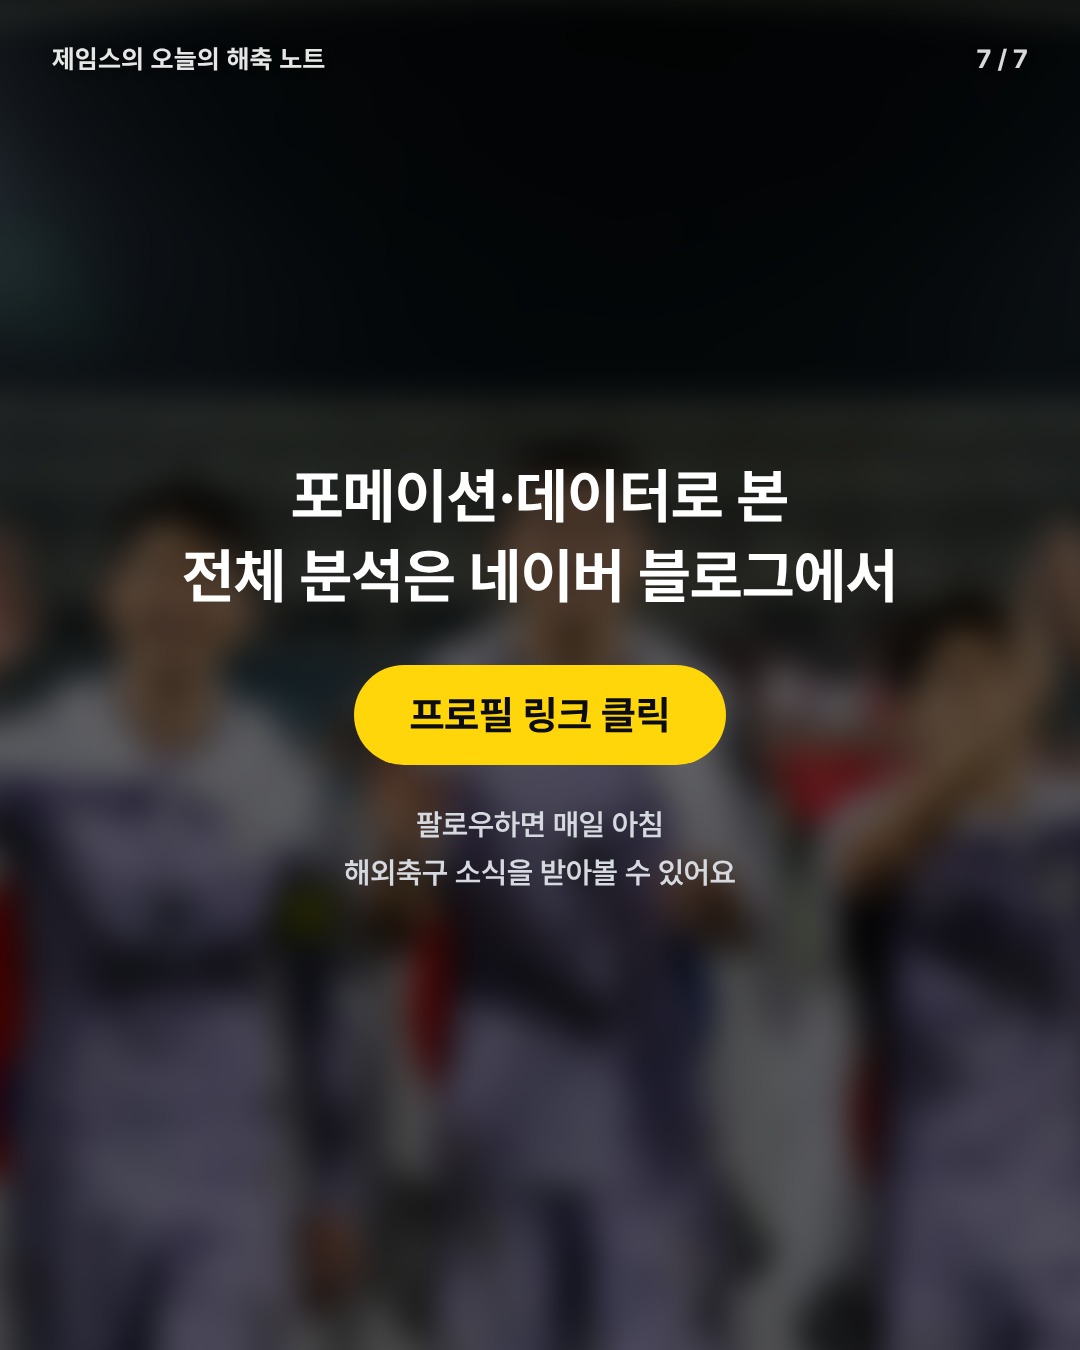 제임스의 오늘의 해축 노트
7 / 7
포메이션·데이터로 본
전체 분석은 네이버 블로그에서
프로필 링크 클릭
팔로우하면 매일 아침
해외축구 소식을 받아볼 수 있어요